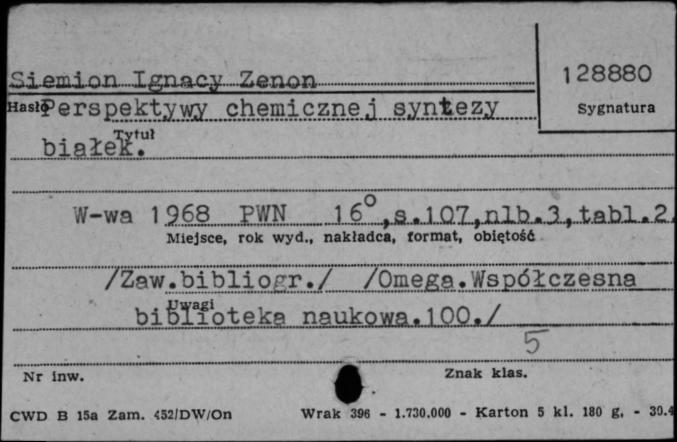 128880
Siemion Ignacy Zenon
Sygnatura
Hasło Perspektywy chemicznej syntezy
Tytuł
białek.
W-wa 1968 PWN 16°,s.107,nlb.3,tabl.2.
Miejsce, rok wyd., nakładca, format, objętość
/Zaw.bibliogr./ /Omega.Współczesna
Uwagi
biblioteka naukowa.100./
5
Nr inw. Znak klas.
CWD B 15a Zam. 452/DW/On Wrak 396 - 1.730.000 - Karton 5 kl. 180 g. - 30.4